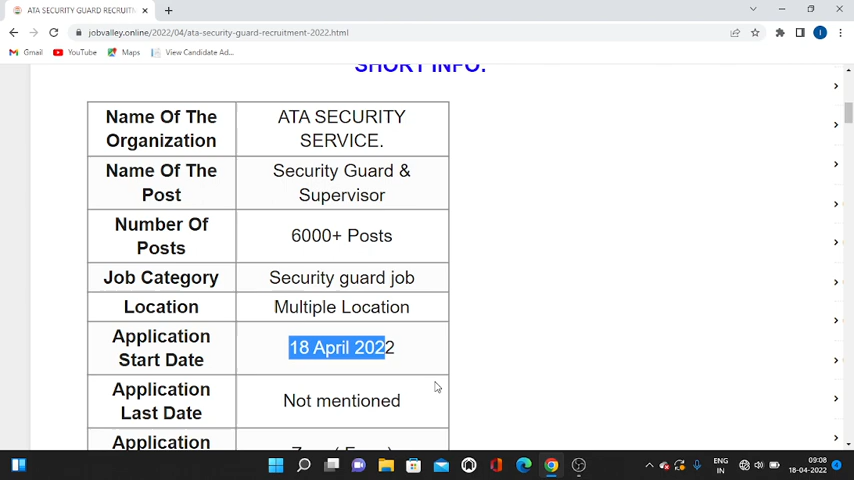 ATA SECURITY GUARD RECRUITM
jobvalley.online/2022/04/ata-security-guard-recruitment-2022.html
Gmail
YouTube
Maps
View Candidate Ad...
SHORT INFO:
Name Of The
Organization
ATA SECURITY
SERVICE.
Name Of The
Post
Security Guard &
Supervisor
Number Of
Posts
6000+ Posts
Job Category
Security guard job
Location
Multiple Location
Application
Start Date
18 April 2022
Application
Last Date
Not mentioned
Application
ENG
IN
09:08
18-04-2022